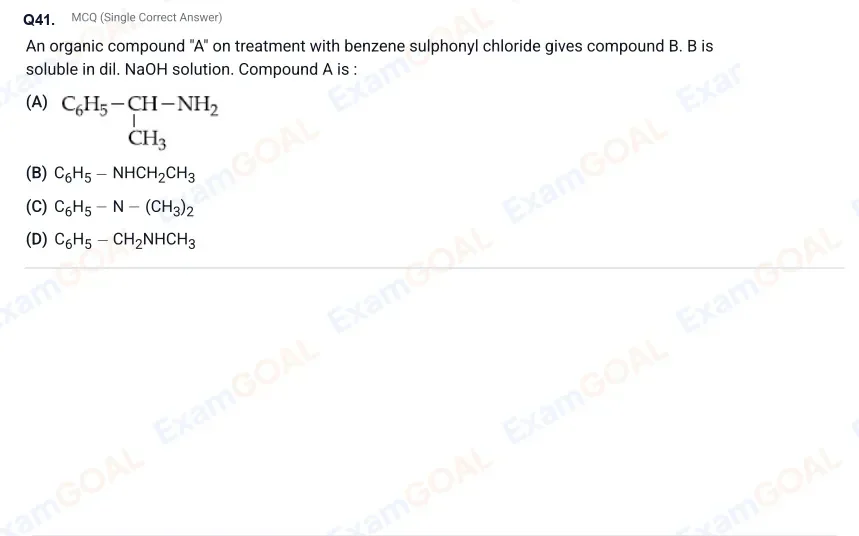 Q41. MCQ (Single Correct Answer)
An organic compound "A" on treatment with benzene sulphonyl chloride gives compound B. B is
soluble in dil. NaOH solution. Compound A is :
(A) C₆H₅–CH–NH₂
|
CH₃
(B) C₆H₅ – NHCH₂CH₃
(C) C₆H₅ – N – (CH₃)₂
(D) C₆H₅ – CH₂NHCH₃